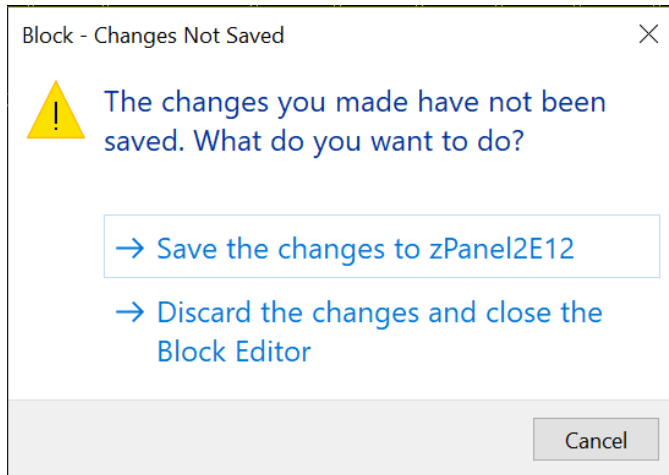 Block - Changes Not Saved
The changes you made have not been
saved. What do you want to do?
Save the changes to zPanel2E12
Discard the changes and close the
Block Editor
Cancel